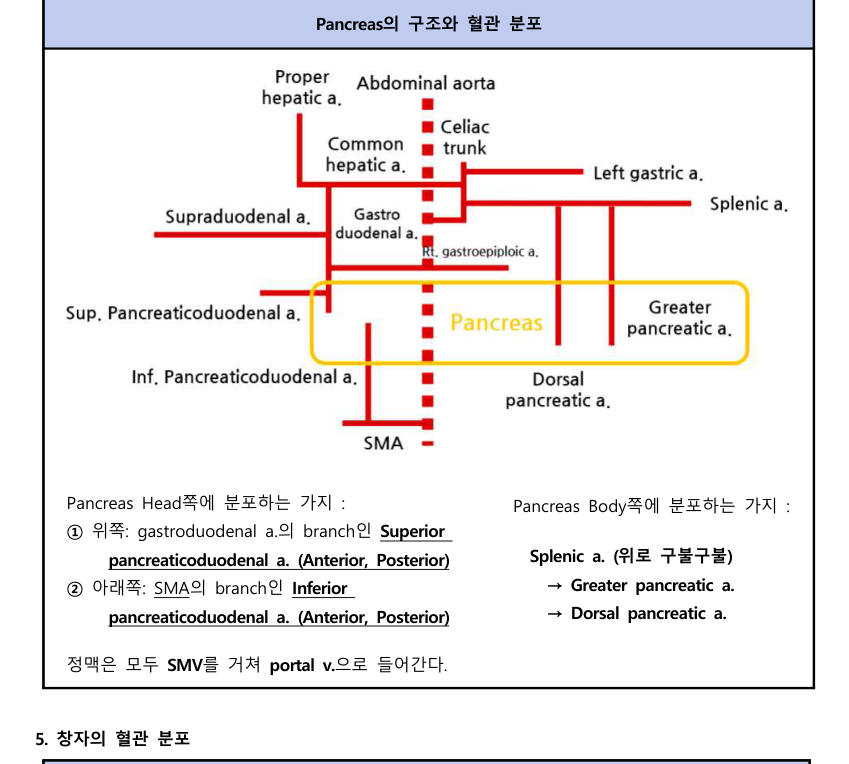 Pancreas의 구조와 혈관 분포
Proper
hepatic a.
Abdominal aorta
Celiac
trunk
Common
hepatic a.
Left gastric a.
Splenic a.
Supraduodenal a.
Gastro
duodenal a.
Rt. gastroepiploic a.
Sup. Pancreaticoduodenal a.
Pancreas
Greater
pancreatic a.
Inf. Pancreaticoduodenal a.
Dorsal
pancreatic a.
SMA
Pancreas Head쪽에 분포하는 가지 :
① 위쪽: gastroduodenal a.의 branch인 Superior
pancreaticoduodenal a. (Anterior, Posterior)
② 아래쪽: SMA의 branch인 Inferior
pancreaticoduodenal a. (Anterior, Posterior)
정맥은 모두 SMV를 거쳐 portal v.으로 들어간다.
Pancreas Body쪽에 분포하는 가지 :
Splenic a. (위로 구불구불)
→ Greater pancreatic a.
→ Dorsal pancreatic a.
5. 창자의 혈관 분포